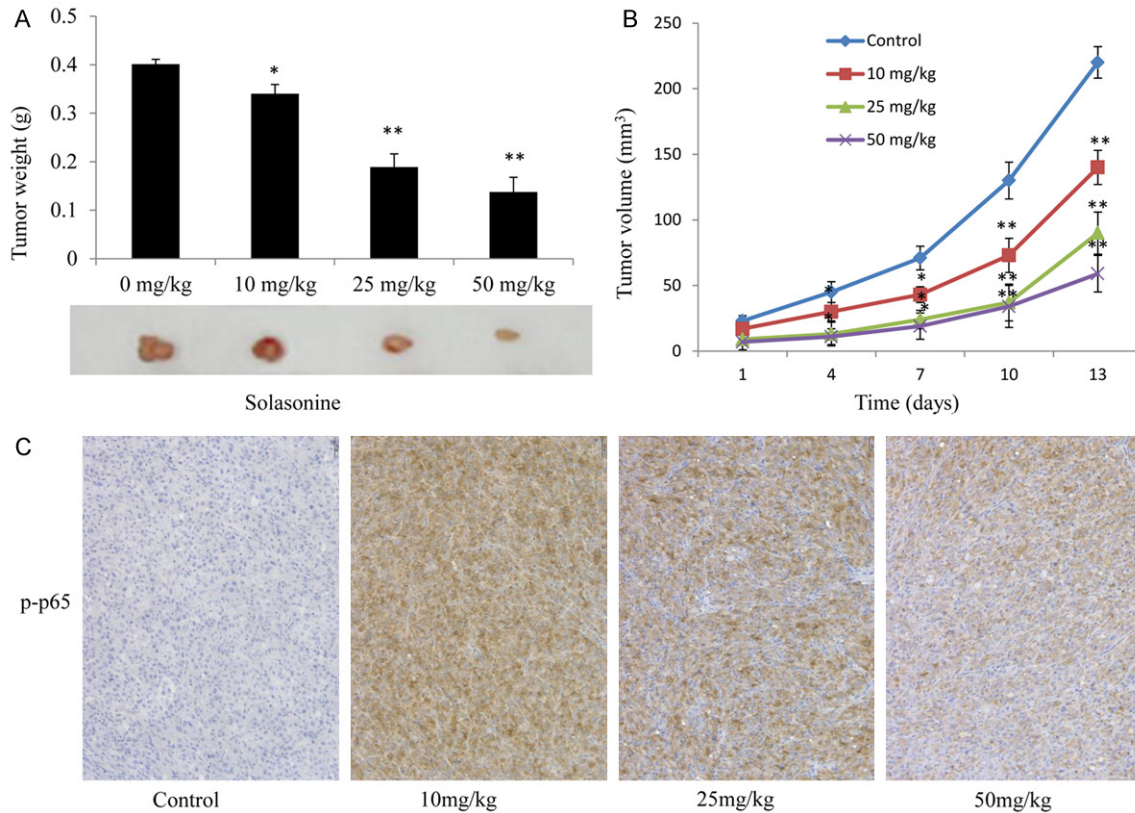 A
Tumor weight (g)
0.5
0.4
0.3
0.2
0.1
0
*
**
**
0 mg/kg 10 mg/kg 25 mg/kg 50 mg/kg
Solasonine
B
Tumor volume (mm³)
250
200
150
100
50
0
Control
10 mg/kg
25 mg/kg
50 mg/kg
**
**
**
**
**
**
*
*
*
*
*
1 4 7 10 13
Time (days)
C
p-p65
Control 10mg/kg 25mg/kg 50mg/kg